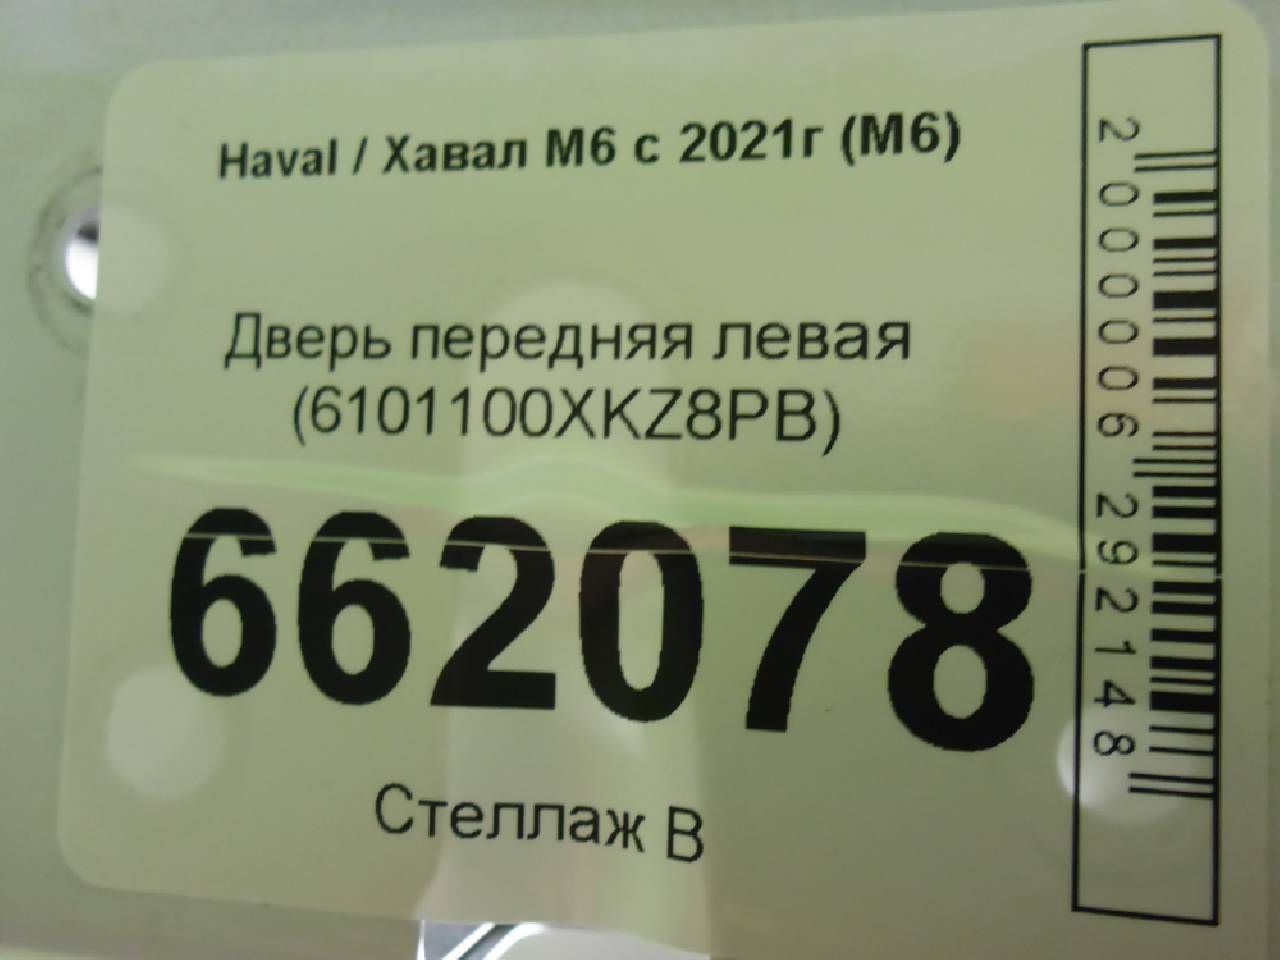 Haval / Хавал М6 с 2021г (М6)
Дверь передняя левая
(6101100XKZ8PB)
662078
Стеллаж В
2000006292148